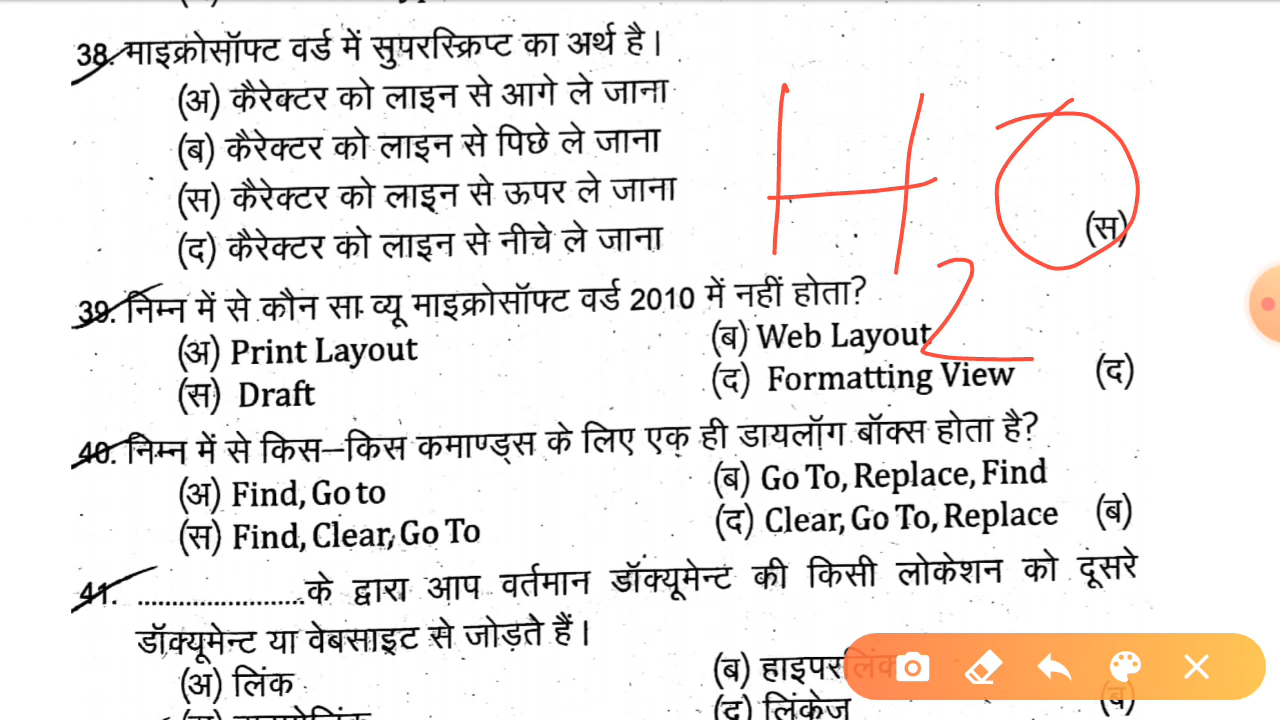 38. माइक्रोसॉफ्ट वर्ड में सुपरस्क्रिप्ट का अर्थ है।
(अ) कैरेक्टर को लाइन से आगे ले जाना
(ब) कैरेक्टर को लाइन से पिछे ले जाना
(स) कैरेक्टर को लाइन से ऊपर ले जाना
(द) कैरेक्टर को लाइन से नीचे ले जाना
(स)
H2O
39. निम्न में से कौन सा व्यू माइक्रोसॉफ्ट वर्ड 2010 में नहीं होता?
(अ) Print Layout (ब) Web Layout
(स) Draft (द) Formatting View (द)
40. निम्न में से किस–किस कमाण्ड्स के लिए एक ही डायलॉग बॉक्स होता है?
(अ) Find, Go to (ब) Go To, Replace, Find
(स) Find, Clear, Go To (द) Clear, Go To, Replace (ब)
41. ........................के द्वारा आप वर्तमान डॉक्यूमेन्ट की किसी लोकेशन को दूसरे
डॉक्यूमेन्ट या वेबसाइट से जोड़ते हैं।
(अ) लिंक (ब) हाइपरलिंक (ब)
(द) लिंकेज